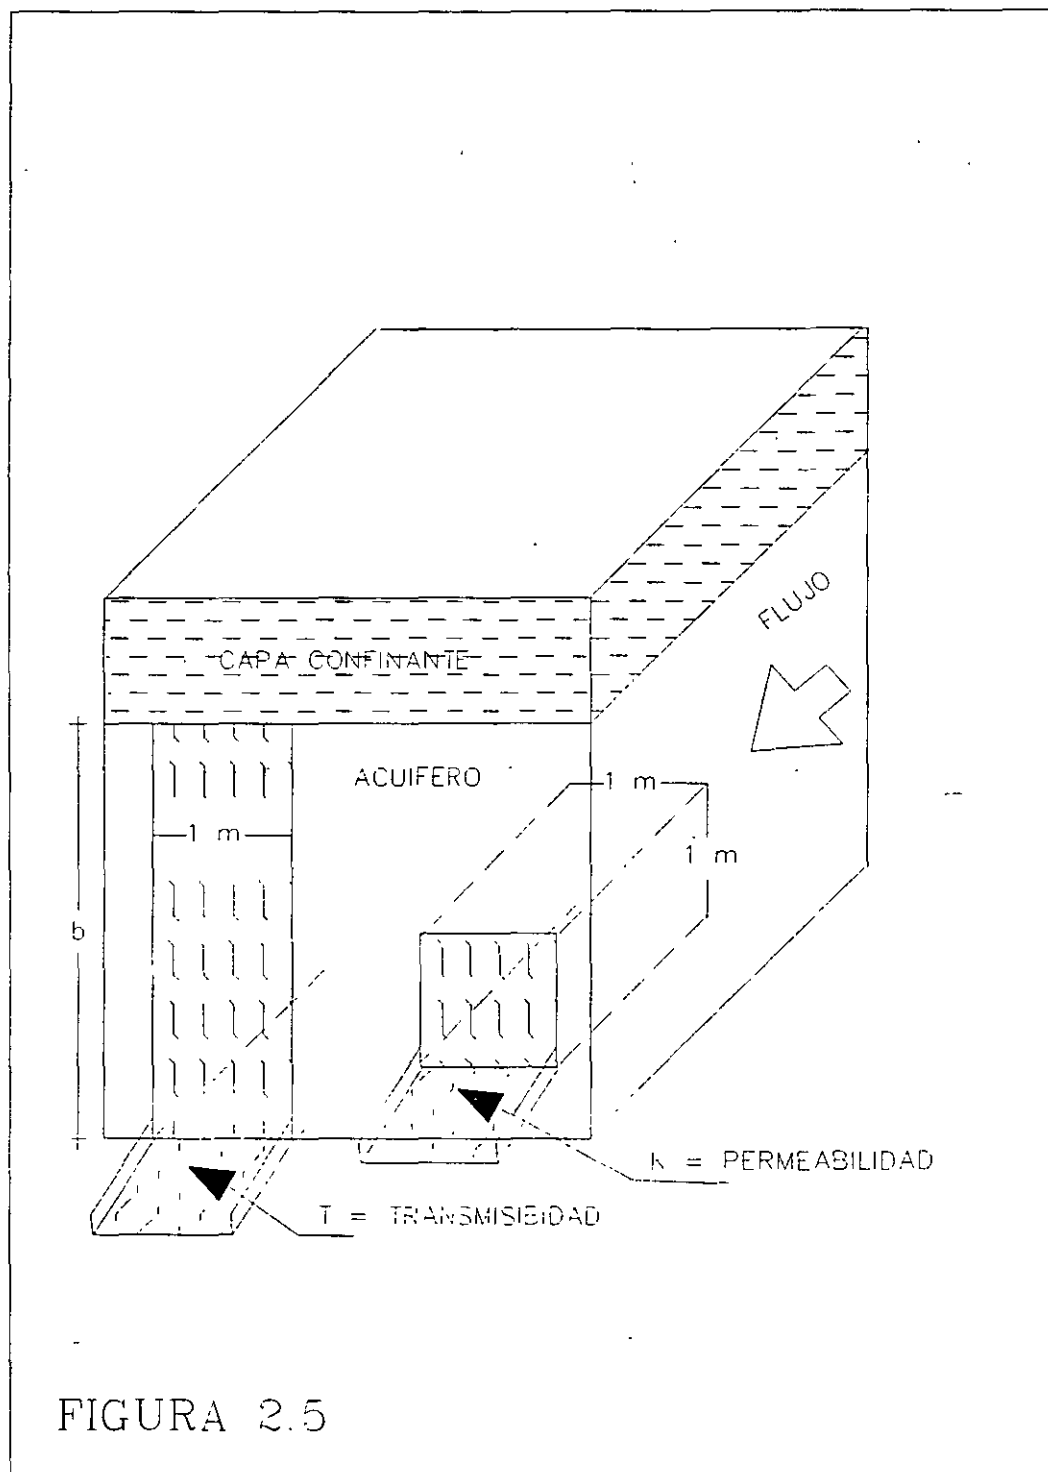 FLUJO
CAPA CONFINANTE
ACUIFERO
1 m
1 m
1 m
b
K = PERMEABILIDAD
T = TRANSMISIBIDAD
FIGURA 2.5